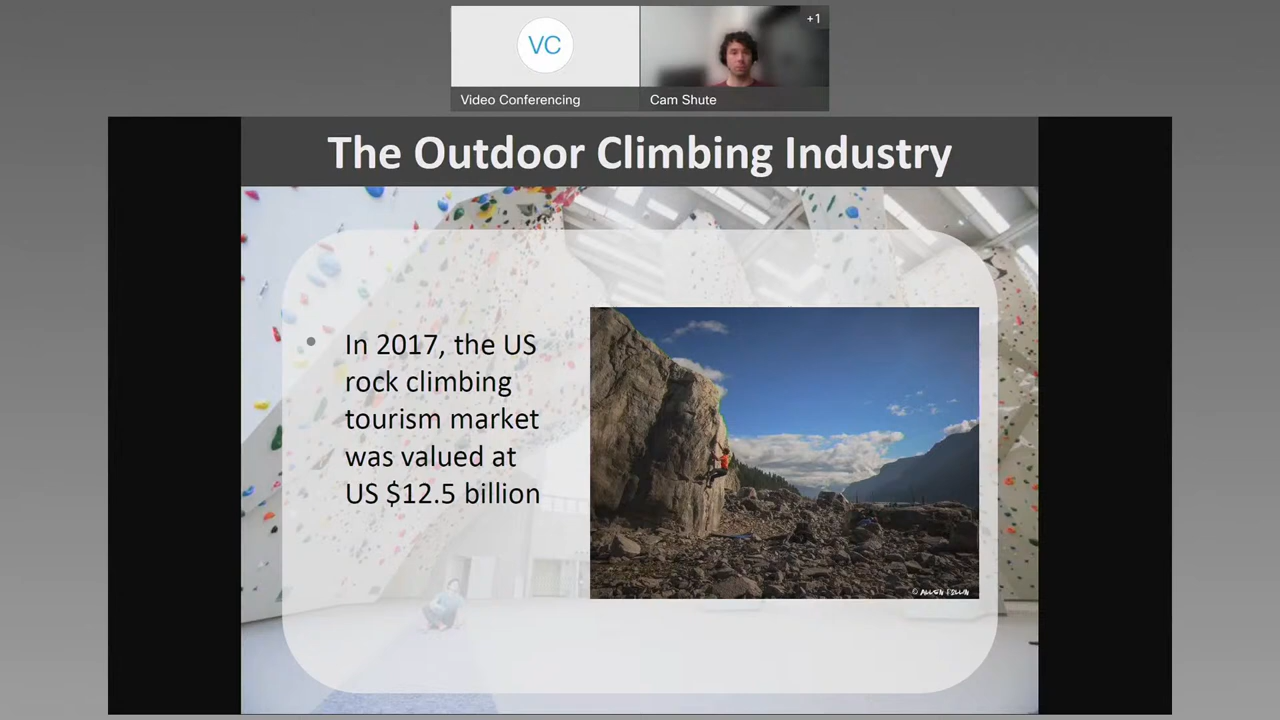 +1
VC
Video Conferencing
Cam Shute
The Outdoor Climbing Industry
In 2017, the US
rock climbing
tourism market
was valued at
US $12.5 billion